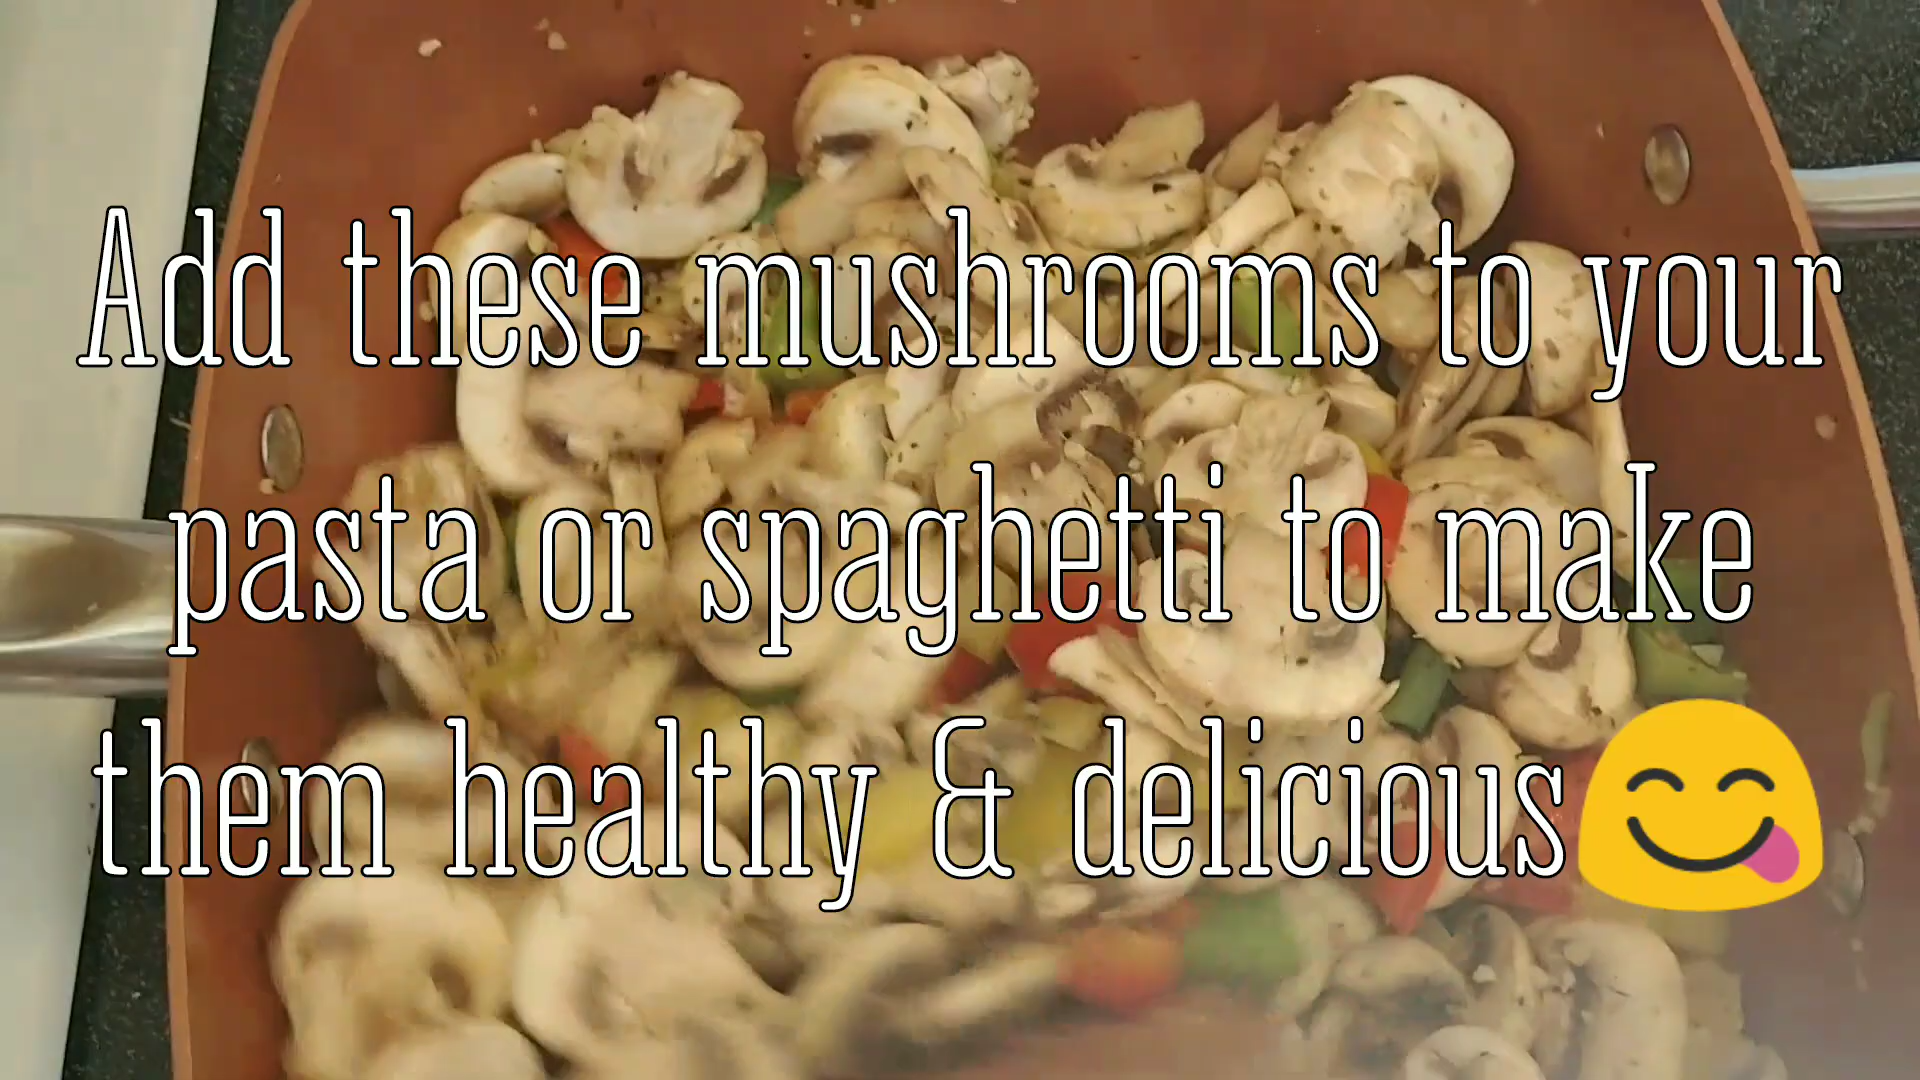 Add these mushrooms to your
pasta or spaghetti to make
them healthy & delicious😋